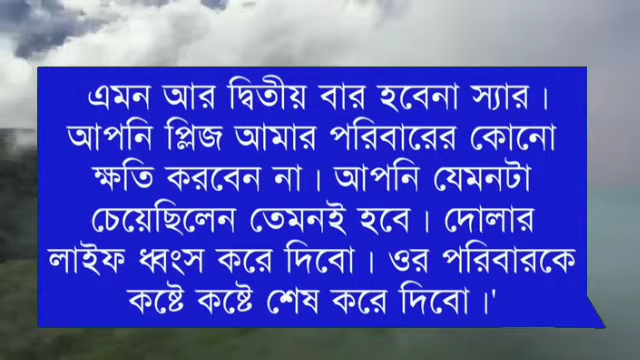 এমন আর দ্বিতীয় বার হবেনা স্যার।
আপনি প্লিজ আমার পরিবারের কোনো
ক্ষতি করবেন না। আপনি যেমনটা
চেয়েছিলেন তেমনই হবে। দোলার
লাইফ ধ্বংস করে দিবো। ওর পরিবারকে
কষ্টে কষ্টে শেষ করে দিবো।'